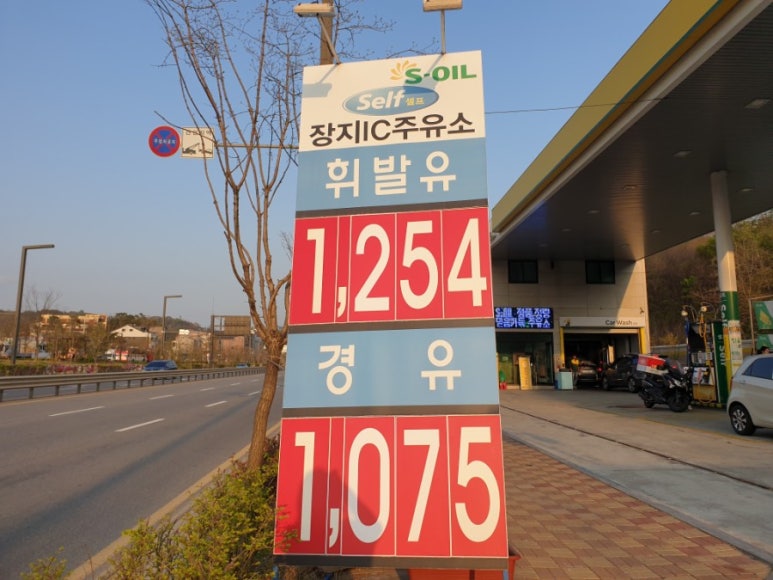 S-OIL
Self 셀프
장지IC주유소
휘발유
1,254
경유
1,075
Car Wash